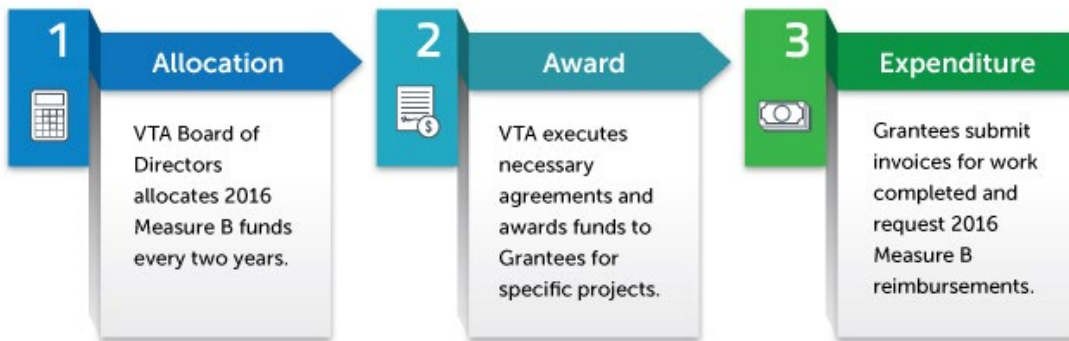 1
Allocation
VTA Board of
Directors
allocates 2016
Measure B funds
every two years.
2
Award
$
VTA executes
necessary
agreements and
awards funds to
Grantees for
specific projects.
3
Expenditure
Grantees submit
invoices for work
completed and
request 2016
Measure B
reimbursements.